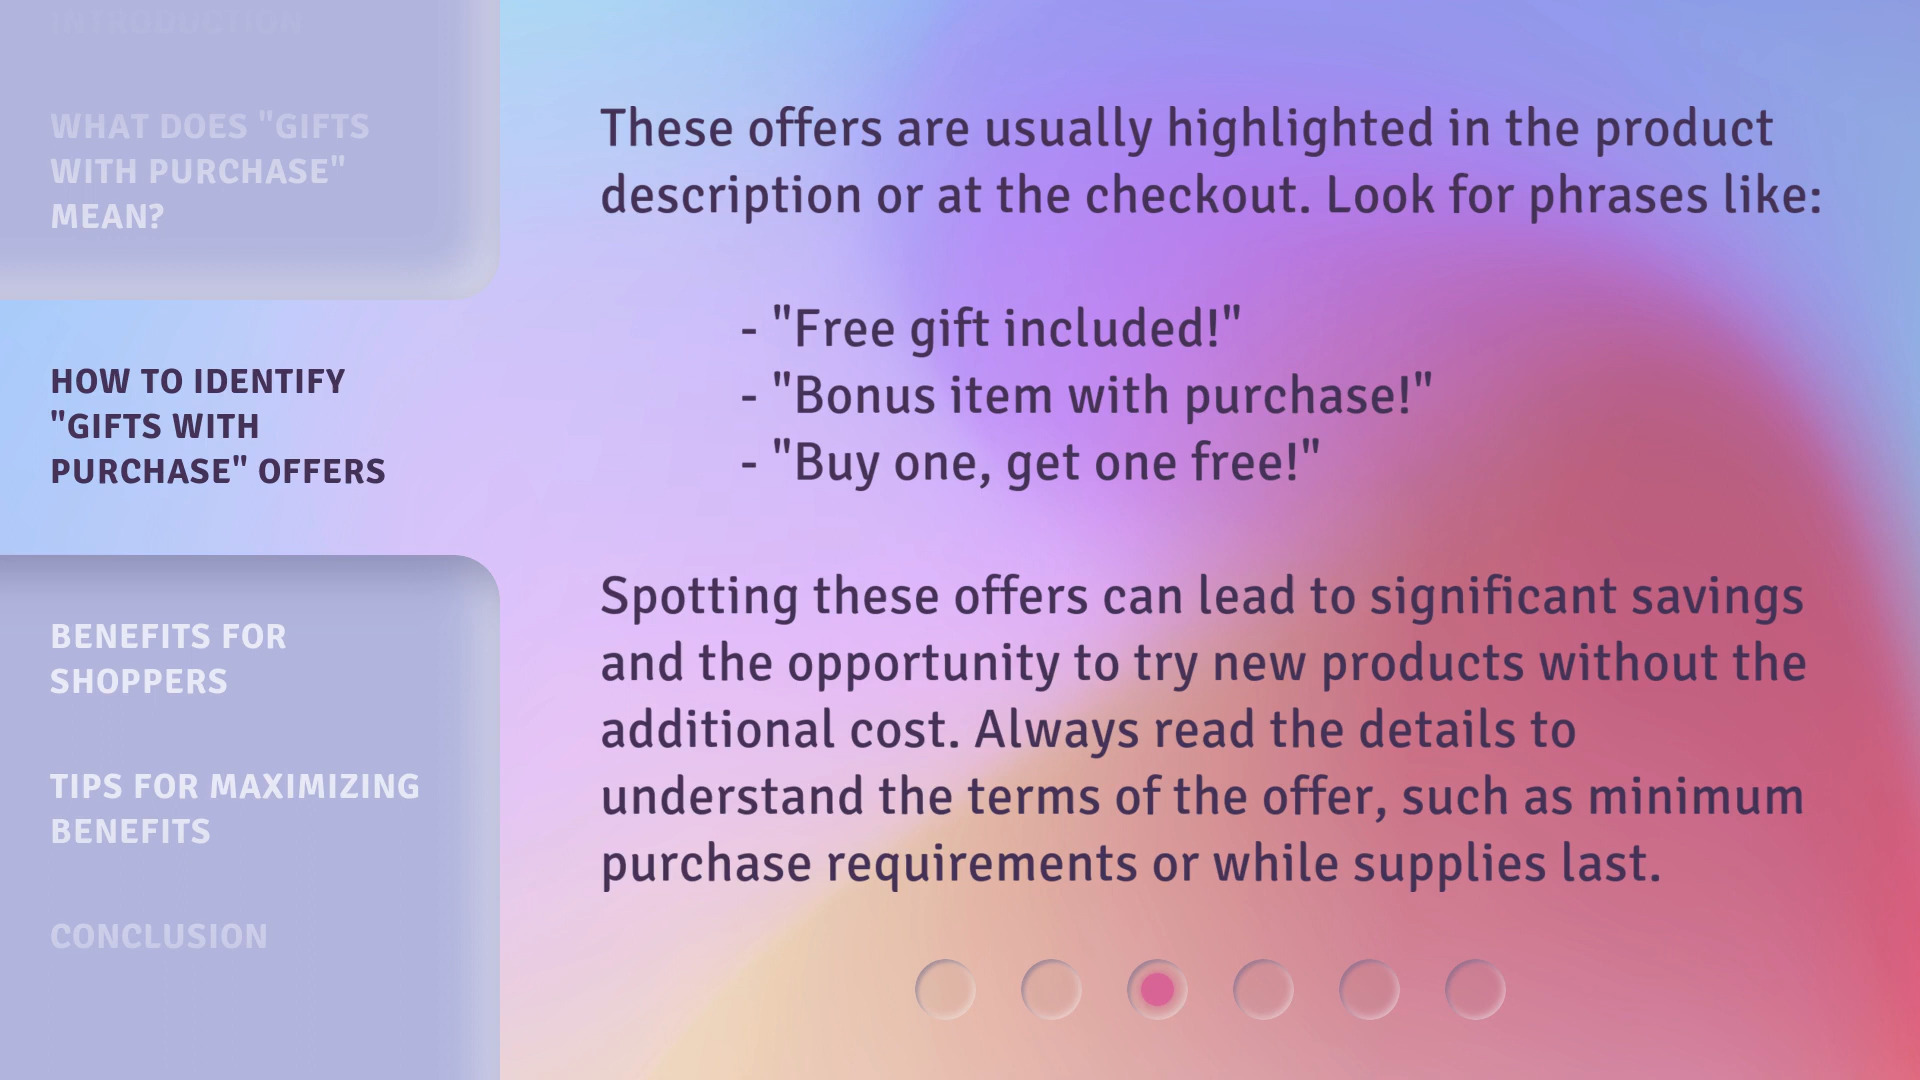 INTRODUCTION
WHAT DOES "GIFTS
WITH PURCHASE"
MEAN?
HOW TO IDENTIFY
"GIFTS WITH
PURCHASE" OFFERS
BENEFITS FOR
SHOPPERS
TIPS FOR MAXIMIZING
BENEFITS
CONCLUSION
These offers are usually highlighted in the product
description or at the checkout. Look for phrases like:
- "Free gift included!"
- "Bonus item with purchase!"
- "Buy one, get one free!"
Spotting these offers can lead to significant savings
and the opportunity to try new products without the
additional cost. Always read the details to
understand the terms of the offer, such as minimum
purchase requirements or while supplies last.